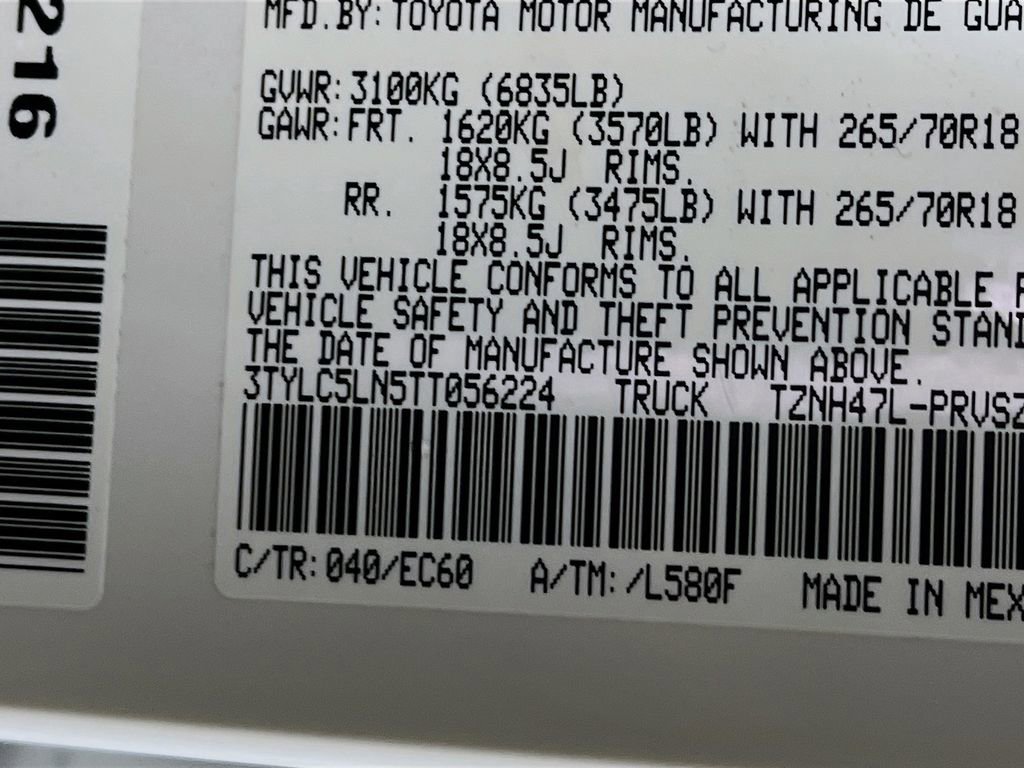 216
MFD.BY: TOYOTA MOTOR MANUFACTURING DE GUA
GVWR: 3100KG (6835LB)
GAWR: FRT. 1620KG (3570LB) WITH 265/70R18
18X8.5J RIMS.
RR. 1575KG (3475LB) WITH 265/70R18
18X8.5J RIMS.
THIS VEHICLE CONFORMS TO ALL APPLICABLE F
VEHICLE SAFETY AND THEFT PREVENTION STAND
THE DATE OF MANUFACTURE SHOWN ABOVE.
3TYLC5LN5TT056224 TRUCK TZNH47L-PRVSZ
C/TR: 040/EC60 A/TM: /L580F MADE IN MEX